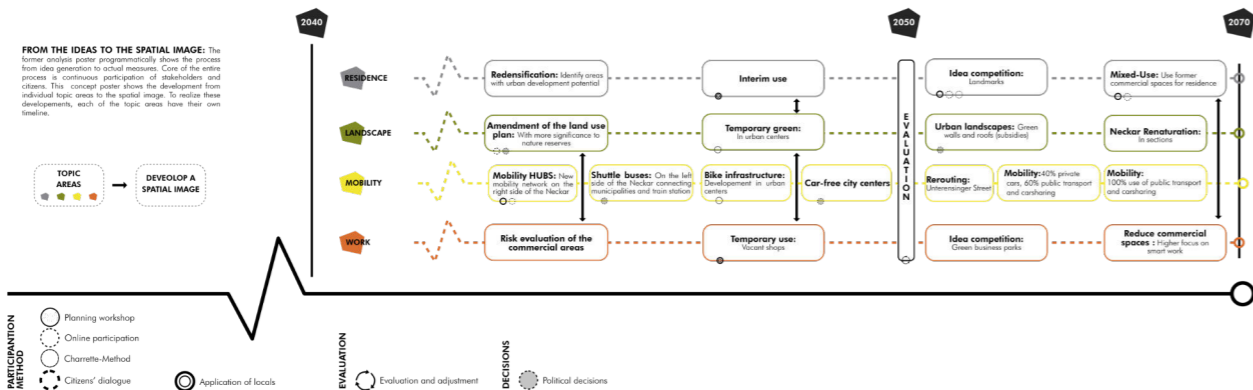 2040
2050
2070
FROM THE IDEAS TO THE SPATIAL IMAGE: The
former analysis poster programmatically shows the process
from idea generation to actual measures. Core of the entire
process is continuous participation of stakeholders and
citizens. This concept poster shows the development from
individual topic areas to the spatial image. To realize these
developements, each of the topic areas have their own
timeline.
TOPIC
AREAS
DEVEOLOP A
SPATIAL IMAGE
RESIDENCE
Redensification: Identify areas
with urban development potential
Interim use
Idea competition:
Landmarks
Mixed-Use: Use former
commercial spaces for residence
LANDSCAPE
Amendment of the land use
plan: With more significance to
nature reserves
Temporary green:
In urban centers
Urban landscapes: Green
walls and roofs (subsidies)
Neckar Renaturation:
In sections
MOBILITY
Mobility HUBS: New
mobility network on the
right side of the Neckar
Shuttle buses: On the left
side of the Neckar connecting
municipalities and train station
Bike infrastructure:
Developement in urban
centers
Car-free city centers
Rerouting:
Unterensinger Street
Mobility:40% private
cars, 60% public transport
and carsharing
Mobility:
100% use of public transport
and carsharing
WORK
Risk evaluation of the
commercial areas
Temporary use:
Vacant shops
Idea competition:
Green business parks
Reduce commercial
spaces : Higher focus on
smart work
EVALUATION
PARTICIPANTION
METHOD
Planning workshop
Online participation
Charrette-Method
Citizens' dialogue
Application of locals
EVALUATION
Evaluation and adjustment
DECISIONS
Political decisions